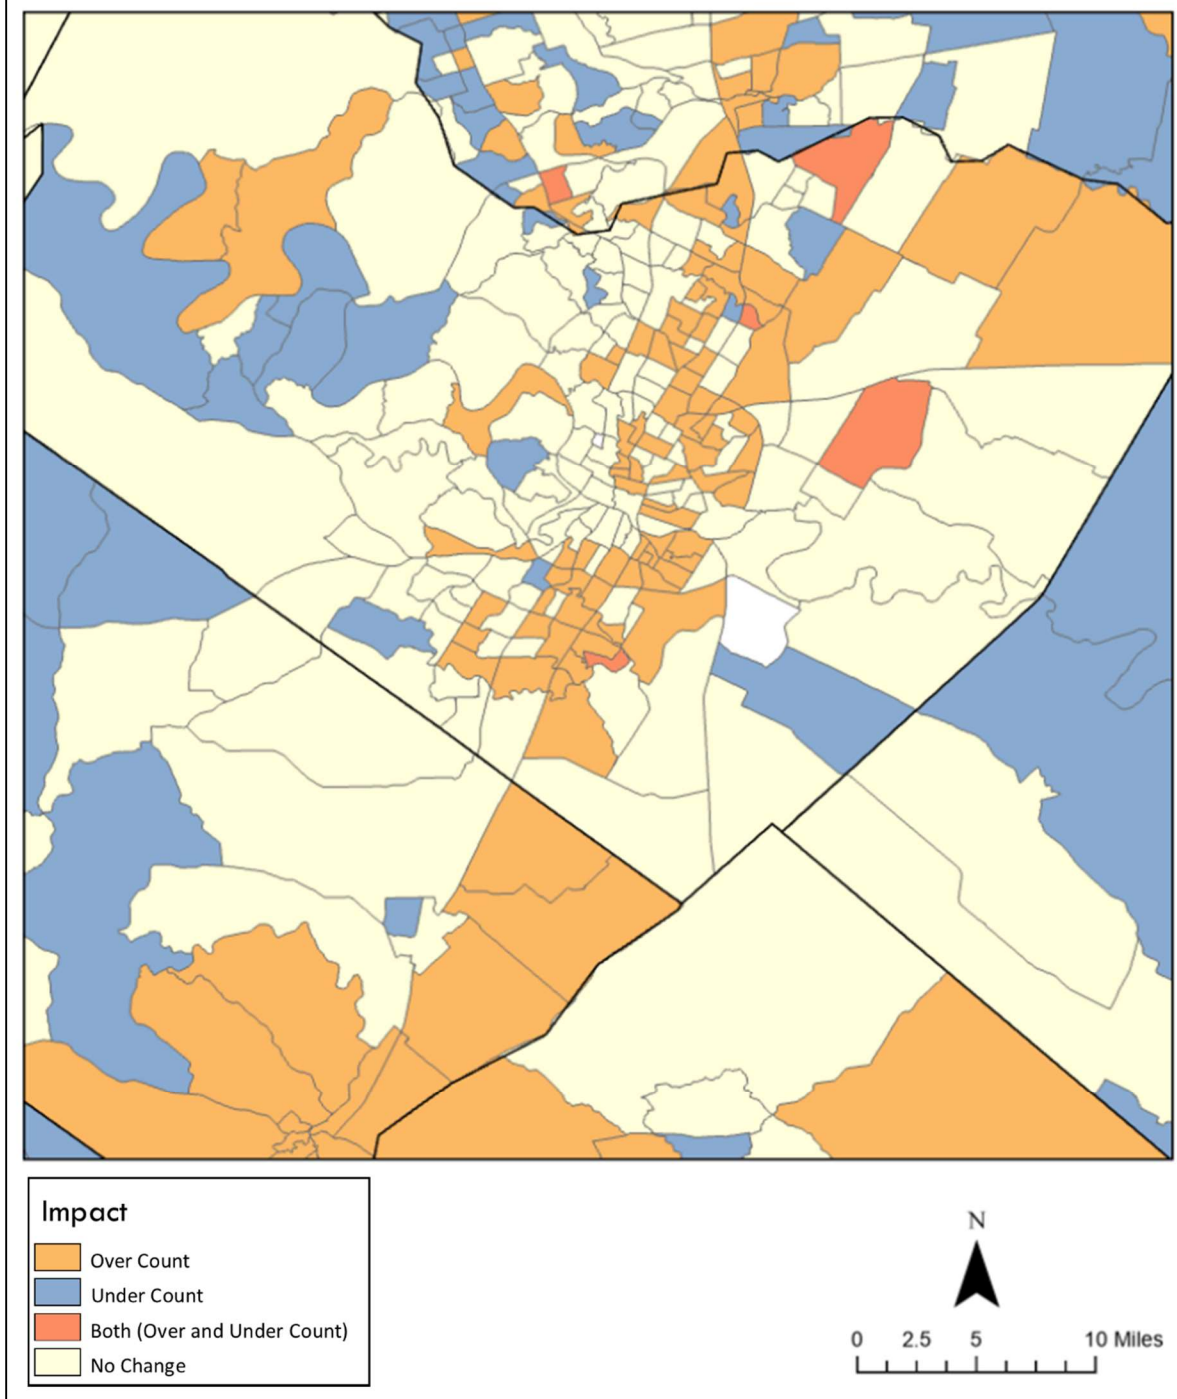 Impact
Over Count
Under Count
Both (Over and Under Count)
No Change
N
0 2.5 5 10 Miles